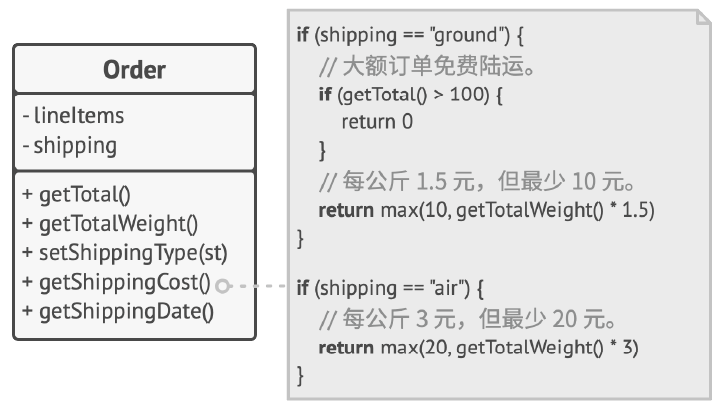 Order
- lineItems
- shipping
+ getTotal()
+ getTotalWeight()
+ setShippingType(st)
+ getShippingCost()
+ getShippingDate()
if (shipping == "ground") {
// 大额订单免费陆运。
if (getTotal() > 100) {
return 0
}
// 每公斤 1.5 元，但最少 10 元。
return max(10, getTotalWeight() * 1.5)
}
if (shipping == "air") {
// 每公斤 3 元，但最少 20 元。
return max(20, getTotalWeight() * 3)
}